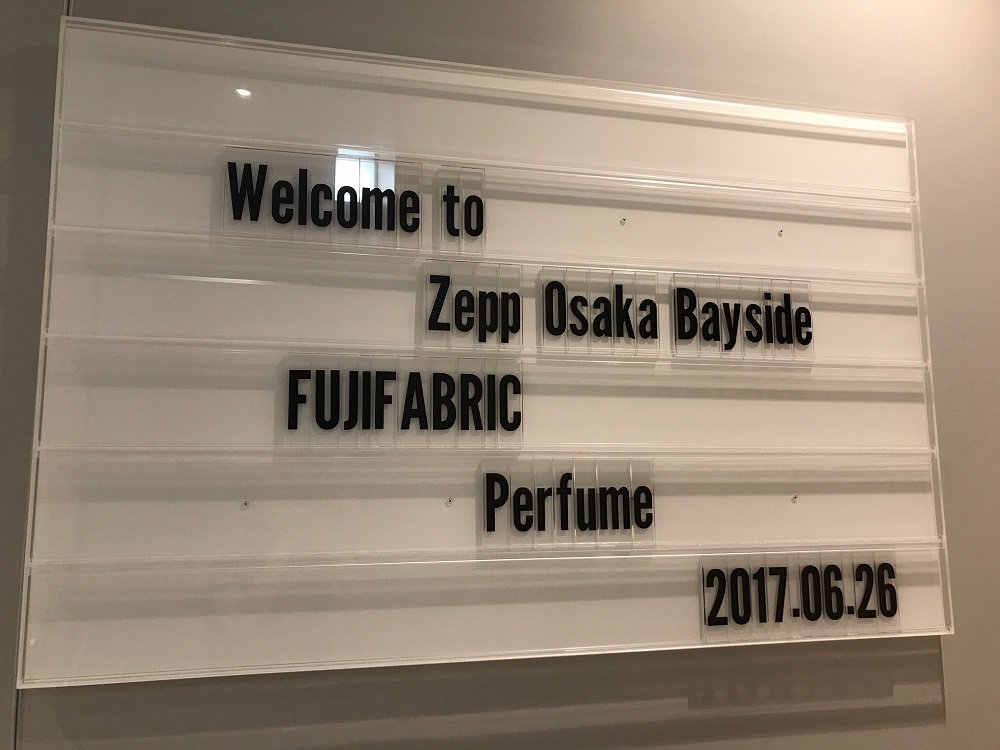 Welcome to
Zepp Osaka Bayside
FUJIFABRIC
Perfume
2017.06.26